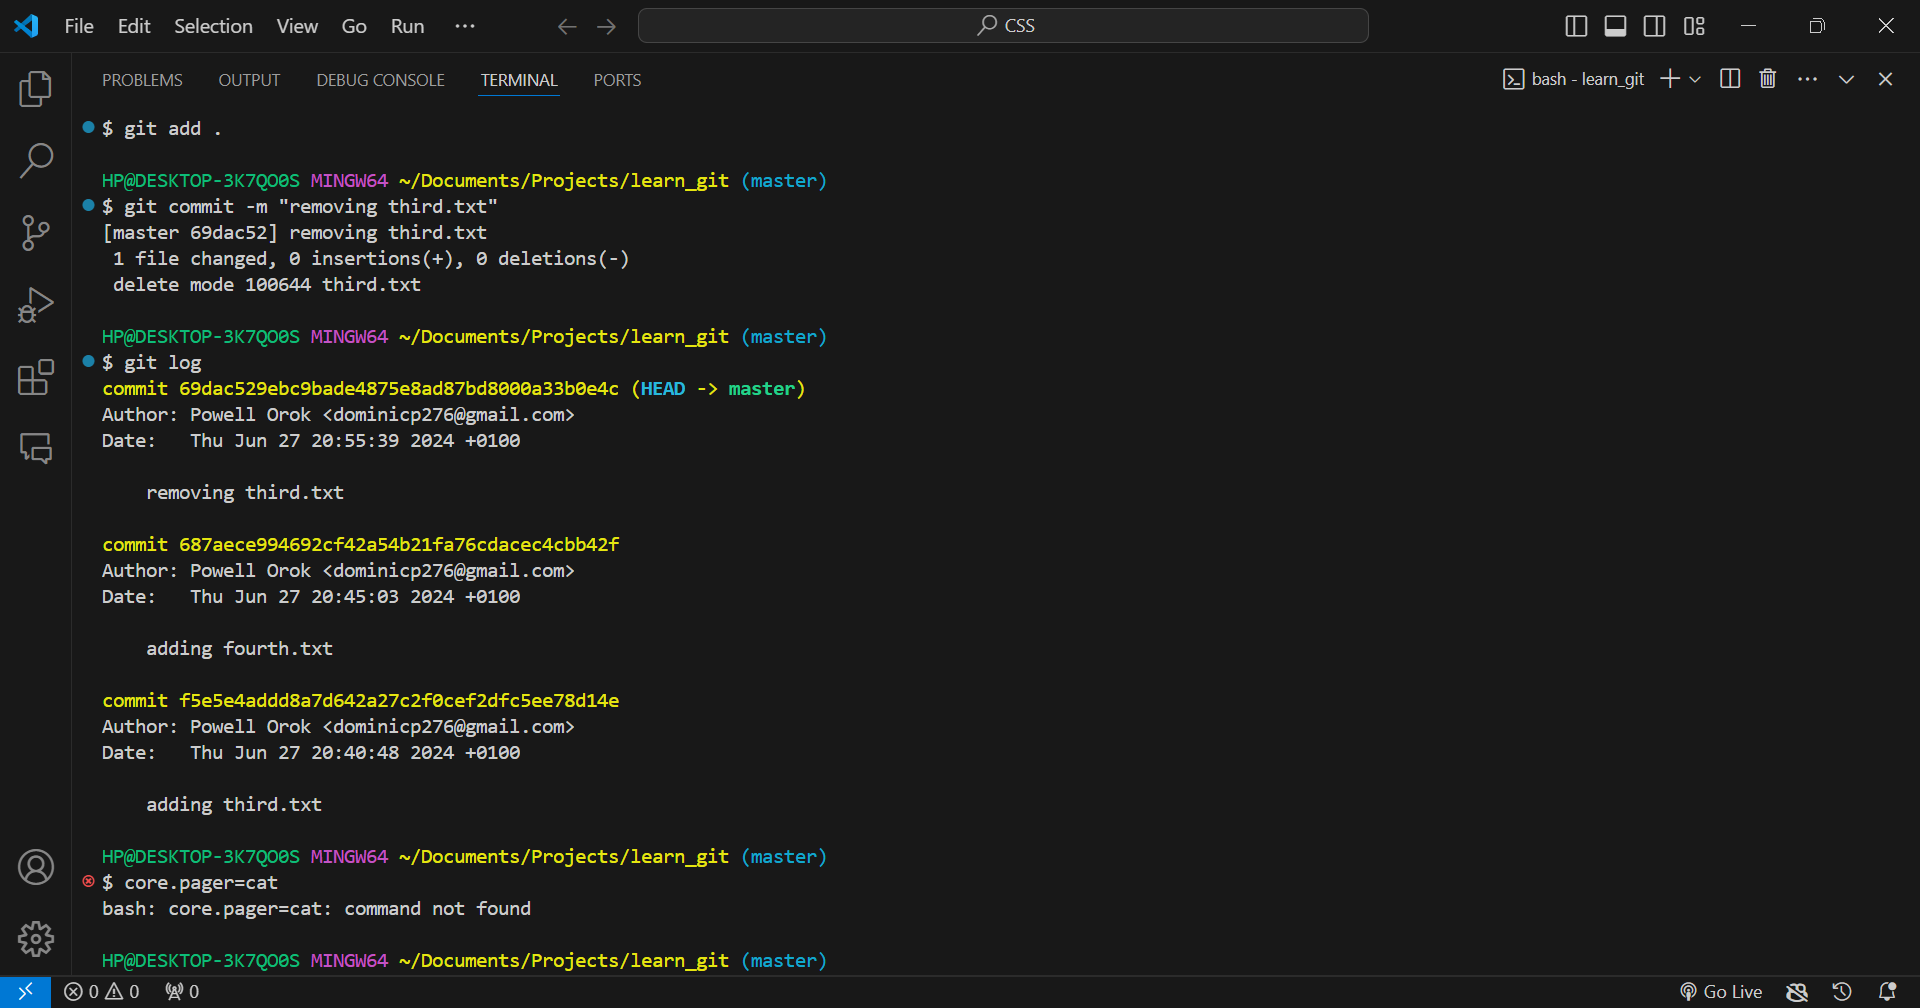 File Edit Selection View Go Run ···
CSS
PROBLEMS OUTPUT DEBUG CONSOLE TERMINAL PORTS
bash - learn_git
$ git add .
HP@DESKTOP-3K7QO0S MINGW64 ~/Documents/Projects/learn_git (master)
$ git commit -m "removing third.txt"
[master 69dac52] removing third.txt
1 file changed, 0 insertions(+), 0 deletions(-)
delete mode 100644 third.txt
HP@DESKTOP-3K7QO0S MINGW64 ~/Documents/Projects/learn_git (master)
$ git log
commit 69dac529ebc9bade4875e8ad87bd8000a33b0e4c (HEAD -> master)
Author: Powell Orok <dominicp276@gmail.com>
Date:   Thu Jun 27 20:55:39 2024 +0100
removing third.txt
commit 687aece994692cf42a54b21fa76cdacec4cbb42f
Author: Powell Orok <dominicp276@gmail.com>
Date:   Thu Jun 27 20:45:03 2024 +0100
adding fourth.txt
commit f5e5e4addd8a7d642a27c2f0cef2dfc5ee78d14e
Author: Powell Orok <dominicp276@gmail.com>
Date:   Thu Jun 27 20:40:48 2024 +0100
adding third.txt
HP@DESKTOP-3K7QO0S MINGW64 ~/Documents/Projects/learn_git (master)
$ core.pager=cat
bash: core.pager=cat: command not found
HP@DESKTOP-3K7QO0S MINGW64 ~/Documents/Projects/learn_git (master)
0 0 0 Go Live